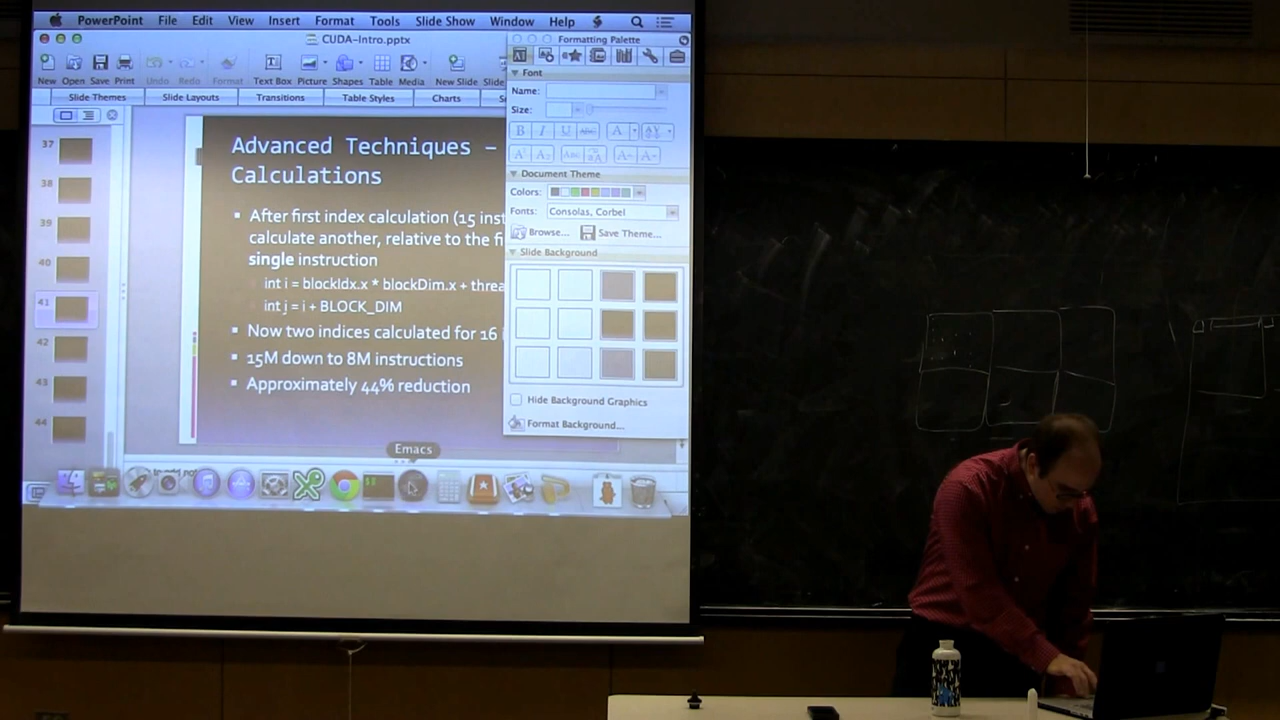 PowerPoint File Edit View Insert Format Tools Slide Show Window Help
CUDA-Intro.pptx
Formatting Palette
New Open Save Print Undo Redo Format Text Box Picture Shapes Table Media New Slide Slide
Slide Themes Slide Layouts Transitions Table Styles Charts S
Font
Name:
Size:
B I U ABC A AV
Document Theme
Colors:
Fonts: Consolas, Corbel
Browse... Save Theme...
Slide Background
Hide Background Graphics
Format Background...
37
38
39
40
41
42
43
44
Advanced Techniques –
Calculations
After first index calculation (15 inst
calculate another, relative to the fi
single instruction
int i = blockIdx.x * blockDim.x + threa
int j = i + BLOCK_DIM
Now two indices calculated for 16 i
15M down to 8M instructions
Approximately 44% reduction
Emacs